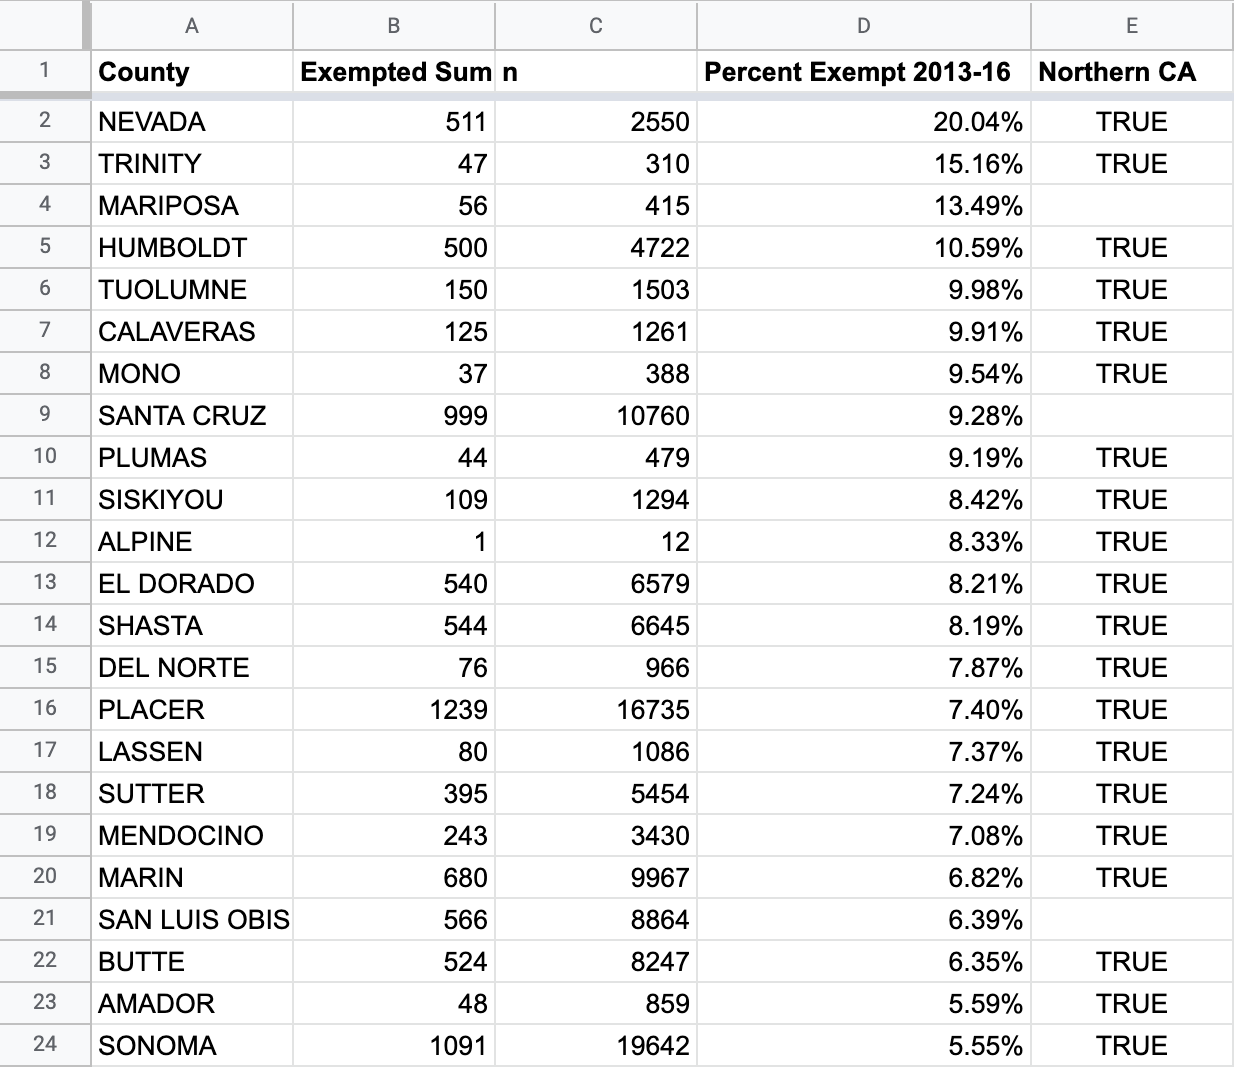 A B C D E
1 County Exempted Sum n Percent Exempt 2013-16 Northern CA
2 NEVADA 511 2550 20.04% TRUE
3 TRINITY 47 310 15.16% TRUE
4 MARIPOSA 56 415 13.49%
5 HUMBOLDT 500 4722 10.59% TRUE
6 TUOLUMNE 150 1503 9.98% TRUE
7 CALAVERAS 125 1261 9.91% TRUE
8 MONO 37 388 9.54% TRUE
9 SANTA CRUZ 999 10760 9.28%
10 PLUMAS 44 479 9.19% TRUE
11 SISKIYOU 109 1294 8.42% TRUE
12 ALPINE 1 12 8.33% TRUE
13 EL DORADO 540 6579 8.21% TRUE
14 SHASTA 544 6645 8.19% TRUE
15 DEL NORTE 76 966 7.87% TRUE
16 PLACER 1239 16735 7.40% TRUE
17 LASSEN 80 1086 7.37% TRUE
18 SUTTER 395 5454 7.24% TRUE
19 MENDOCINO 243 3430 7.08% TRUE
20 MARIN 680 9967 6.82% TRUE
21 SAN LUIS OBIS 566 8864 6.39%
22 BUTTE 524 8247 6.35% TRUE
23 AMADOR 48 859 5.59% TRUE
24 SONOMA 1091 19642 5.55% TRUE